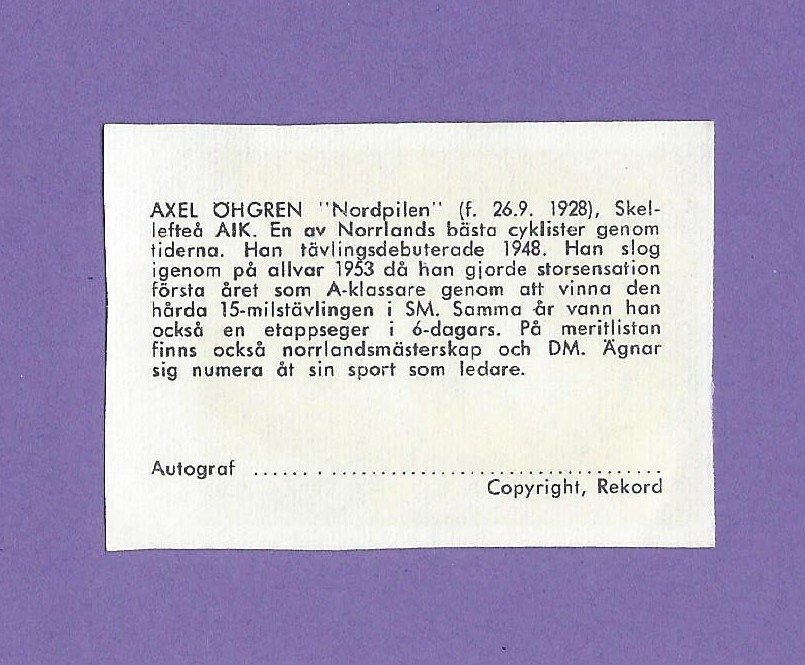 AXEL ÖHGREN "Nordpilen" (f. 26.9. 1928), Skel-
lefteå AIK. En av Norrlands bästa cyklister genom
tiderna. Han tävlingsdebuterade 1948. Han slog
igenom på allvar 1953 då han gjorde storsensation
första året som A-klassare genom att vinna den
hårda 15-milstävlingen i SM. Samma år vann han
också en etappseger i 6-dagars. På meritlistan
finns också norrlandsmästerskap och DM. Ägnar
sig numera åt sin sport som ledare.
Autograf ........................................
Copyright, Rekord